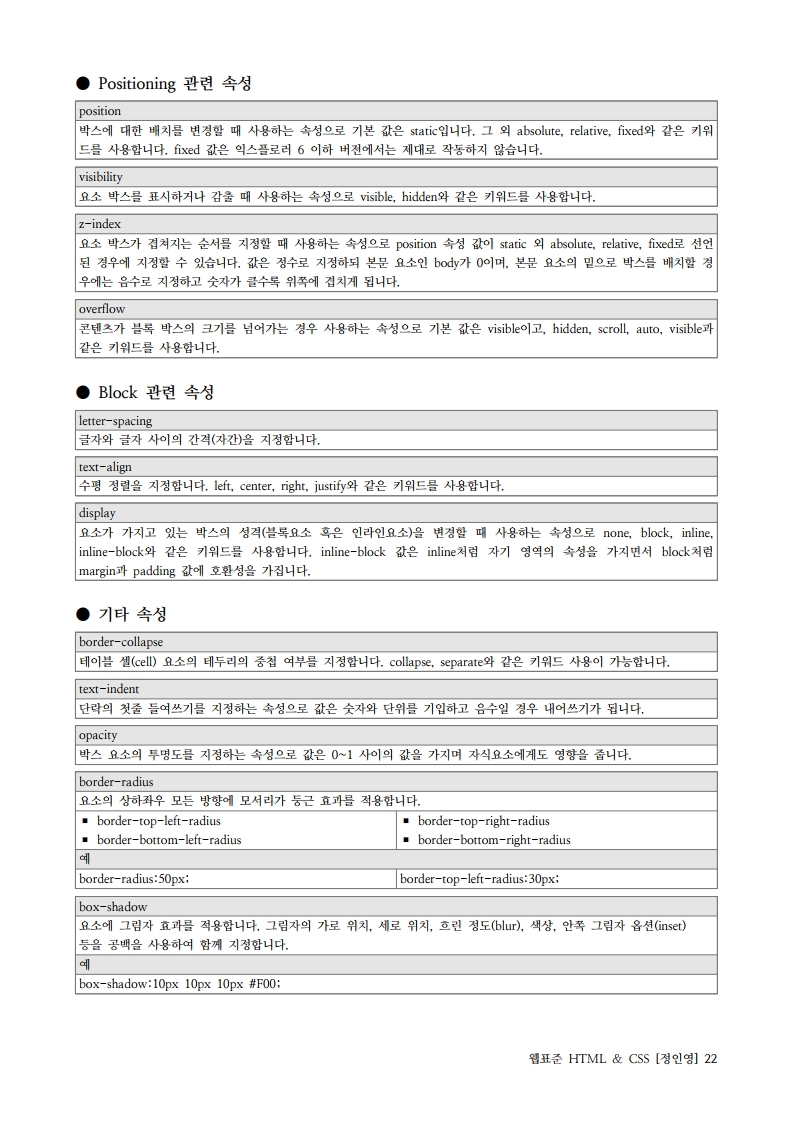 ● Positioning 관련 속성
position
박스에 대한 배치를 변경할 때 사용하는 속성으로 기본 값은 static입니다. 그 외 absolute, relative, fixed와 같은 키워
드를 사용합니다. fixed 값은 익스플로러 6 이하 버전에서는 제대로 작동하지 않습니다.
visibility
요소 박스를 표시하거나 감출 때 사용하는 속성으로 visible, hidden와 같은 키워드를 사용합니다.
z-index
요소 박스가 겹쳐지는 순서를 지정할 때 사용하는 속성으로 position 속성 값이 static 외 absolute, relative, fixed로 선언
된 경우에 지정할 수 있습니다. 값은 정수로 지정하되 본문 요소인 body가 0이며, 본문 요소의 밑으로 박스를 배치할 경
우에는 음수로 지정하고 숫자가 클수록 위쪽에 겹치게 됩니다.
overflow
콘텐츠가 블록 박스의 크기를 넘어가는 경우 사용하는 속성으로 기본 값은 visible이고, hidden, scroll, auto, visible과
같은 키워드를 사용합니다.
● Block 관련 속성
letter-spacing
글자와 글자 사이의 간격(자간)을 지정합니다.
text-align
수평 정렬을 지정합니다. left, center, right, justify와 같은 키워드를 사용합니다.
display
요소가 가지고 있는 박스의 성격(블록요소 혹은 인라인요소)을 변경할 때 사용하는 속성으로 none, block, inline,
inline-block와 같은 키워드를 사용합니다. inline-block 값은 inline처럼 자기 영역의 속성을 가지면서 block처럼
margin과 padding 값에 호환성을 가집니다.
● 기타 속성
border-collapse
테이블 셀(cell) 요소의 테두리의 중첩 여부를 지정합니다. collapse, separate와 같은 키워드 사용이 가능합니다.
text-indent
단락의 첫줄 들여쓰기를 지정하는 속성으로 값은 숫자와 단위를 기입하고 음수일 경우 내어쓰기가 됩니다.
opacity
박스 요소의 투명도를 지정하는 속성으로 값은 0~1 사이의 값을 가지며 자식요소에게도 영향을 줍니다.
border-radius
요소의 상하좌우 모든 방향에 모서리가 둥근 효과를 적용합니다.
▪ border-top-left-radius ▪ border-top-right-radius
▪ border-bottom-left-radius ▪ border-bottom-right-radius
예
border-radius:50px; border-top-left-radius:30px;
box-shadow
요소에 그림자 효과를 적용합니다. 그림자의 가로 위치, 세로 위치, 흐린 정도(blur), 색상, 안쪽 그림자 옵션(inset)
등을 공백을 사용하여 함께 지정합니다.
예
box-shadow:10px 10px 10px #F00;
웹표준 HTML & CSS [정인영] 22